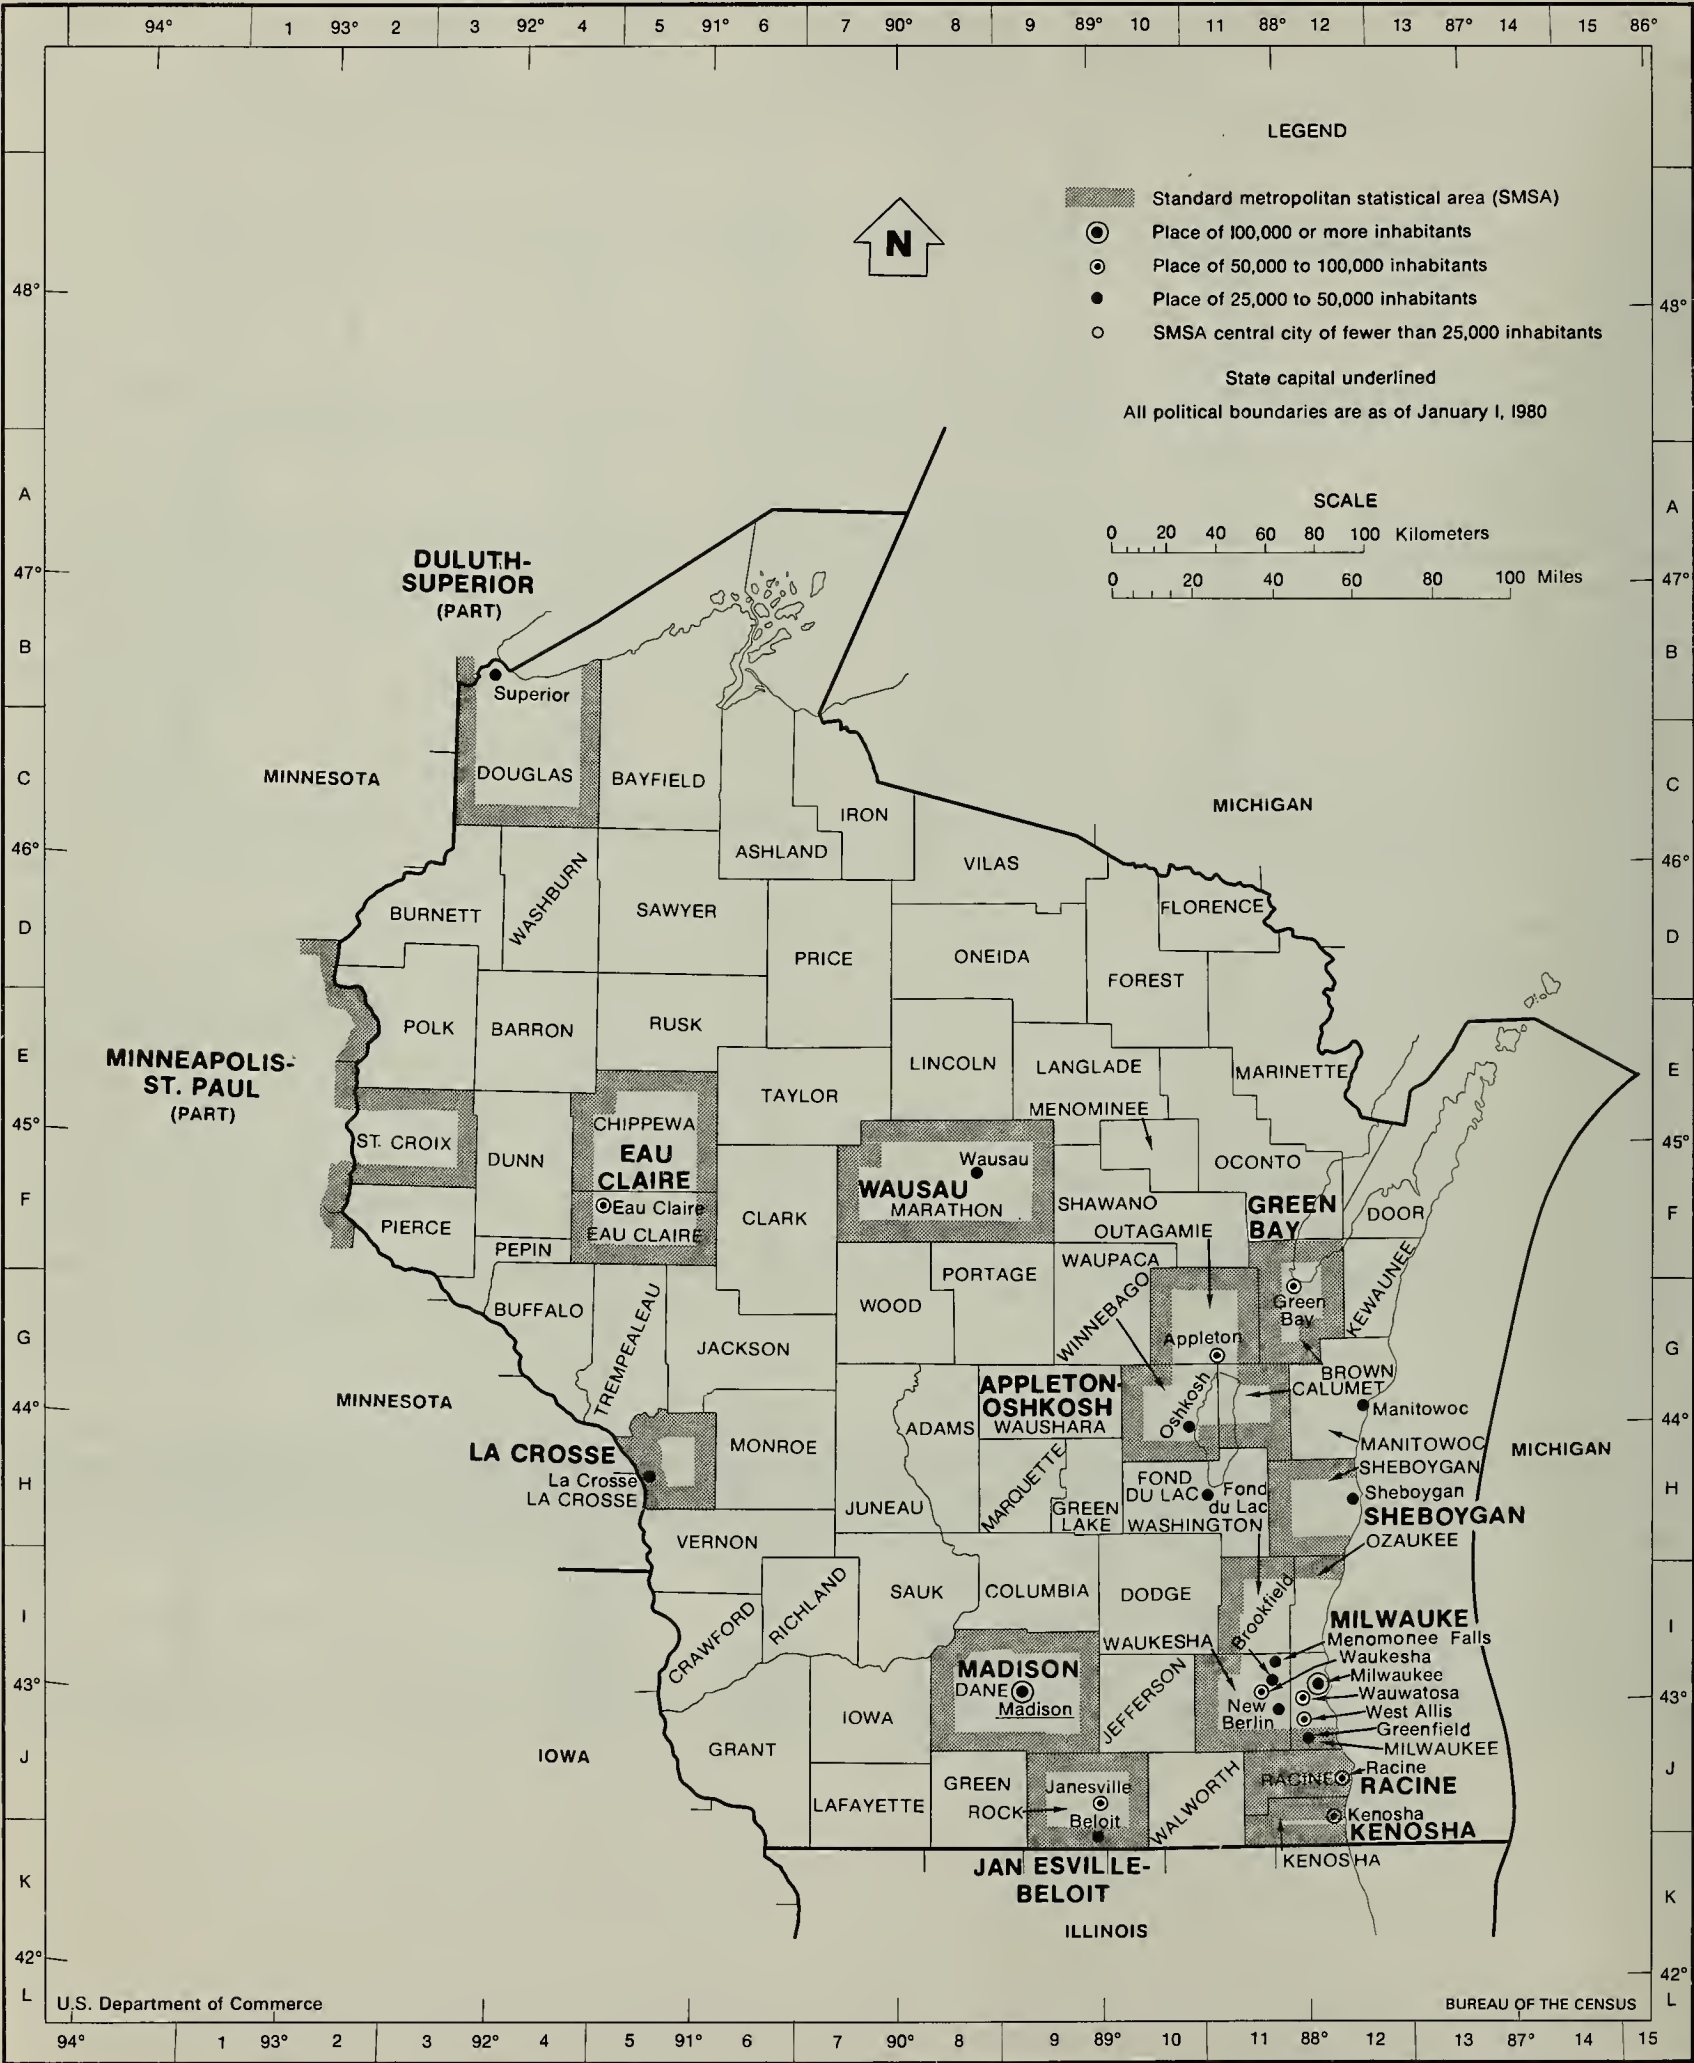 94° 1 93° 2 3 92° 4 5 91° 6 7 90° 8 9 89° 10 11 88° 12 13 87° 14 15 86°
LEGEND
Standard metropolitan statistical area (SMSA)
Place of 100,000 or more inhabitants
Place of 50,000 to 100,000 inhabitants
Place of 25,000 to 50,000 inhabitants
SMSA central city of fewer than 25,000 inhabitants
State capital underlined
All political boundaries are as of January 1, 1980
N
48°
48°
SCALE
0 20 40 60 80 100 Kilometers
0 20 40 60 80 100 Miles
A
A
47°
47°
DULUTH-
SUPERIOR
(PART)
B
B
Superior
MINNESOTA
C
C
DOUGLAS
BAYFIELD
IRON
MICHIGAN
46°
46°
ASHLAND
VILAS
BURNETT
WASHBURN
SAWYER
FLORENCE
D
D
PRICE
ONEIDA
FOREST
POLK
BARRON
RUSK
E
E
MINNEAPOLIS-
ST. PAUL
(PART)
LINCOLN
LANGLADE
MARINETTE
TAYLOR
MENOMINEE
45°
45°
CHIPPEWA
EAU
CLAIRE
ST. CROIX
DUNN
Wausau
WAUSAU
MARATHON
OCONTO
F
F
Eau Claire
EAU CLAIRE
PIERCE
PEPIN
CLARK
SHAWANO
OUTAGAMIE
GREEN
BAY
DOOR
WAUPACA
PORTAGE
WINNEBAGO
KEWAUNEE
BUFFALO
TREMPEALEAU
WOOD
Green
Bay
G
G
JACKSON
Appleton
BROWN
CALUMET
MINNESOTA
44°
44°
APPLETON-
OSHKOSH
WAUSHARA
Oshkosh
Manitowoc
ADAMS
MANITOWOC
MICHIGAN
LA CROSSE
La Crosse
LA CROSSE
MONROE
SHEBOYGAN
H
H
JUNEAU
MARQUETTE
GREEN
LAKE
FOND
DU LAC
Fond
du Lac
Sheboygan
SHEBOYGAN
WASHINGTON
OZAUKEE
VERNON
RICHLAND
SAUK
COLUMBIA
DODGE
I
I
CRAWFORD
Brookfield
MILWAUKE
Menomonee Falls
WAUKESHA
Waukesha
MADISON
DANE
Madison
JEFFERSON
Milwaukee
43°
43°
Wauwatosa
New
Berlin
West Allis
Greenfield
MILWAUKEE
IOWA
GRANT
IOWA
J
J
GREEN
LAFAYETTE
ROCK
Janesville
Beloit
WALWORTH
RACINE
Racine
RACINE
Kenosha
KENOSHA
KENOSHA
JANESVILLE-
BELOIT
K
K
ILLINOIS
42°
42°
L
L
U.S. Department of Commerce
BUREAU OF THE CENSUS
94° 1 93° 2 3 92° 4 5 91° 6 7 90° 8 9 89° 10 11 88° 12 13 87° 14 15